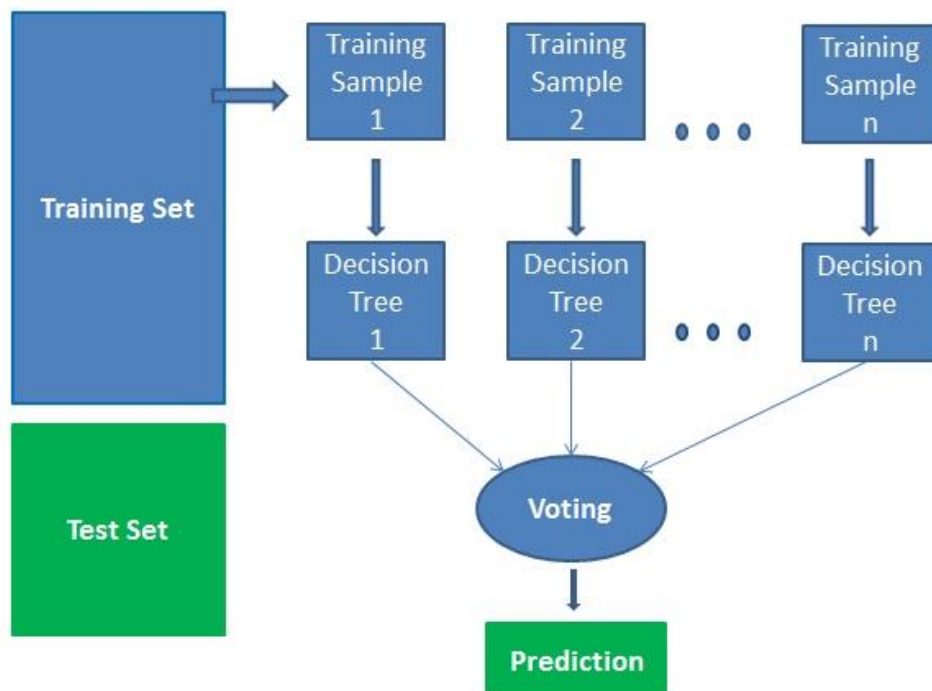 Training Set
Training
Sample
1
Training
Sample
2
Training
Sample
n
Decision
Tree
1
Decision
Tree
2
Decision
Tree
n
Test Set
Voting
Prediction